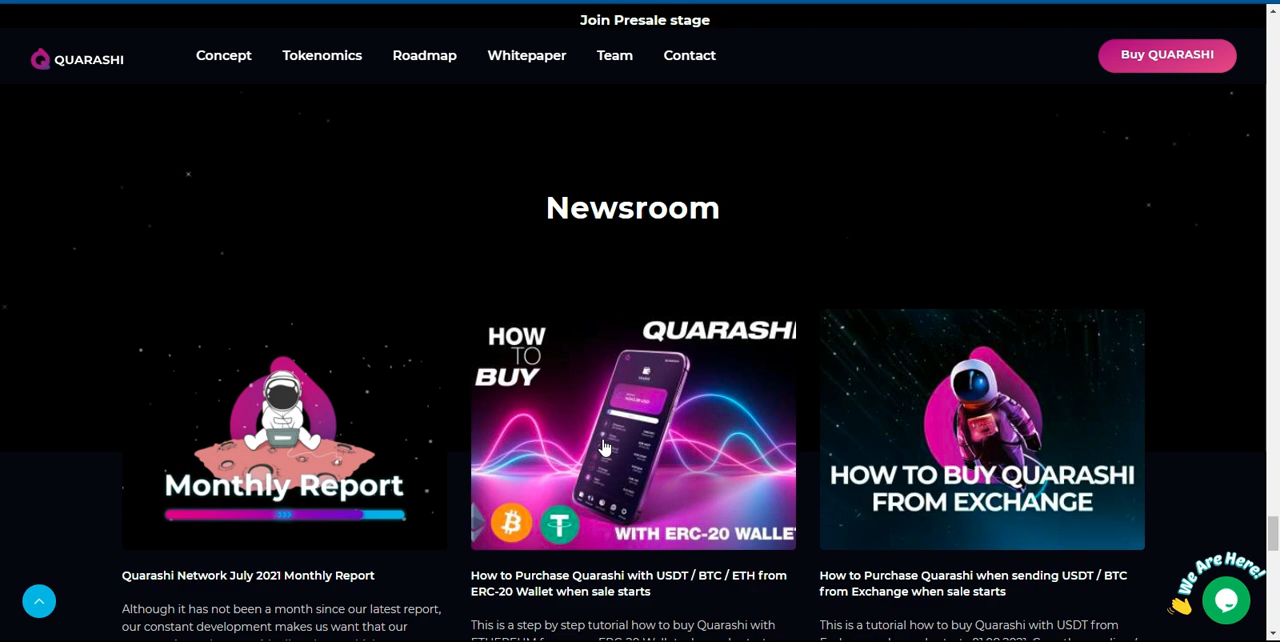 Join Presale stage
QUARASHI
Concept
Tokenomics
Roadmap
Whitepaper
Team
Contact
Buy QUARASHI
Newsroom
Monthly Report
HOW
TO
BUY
QUARASHI
WITH ERC-20 WALLET
HOW TO BUY QUARASHI
FROM EXCHANGE
Quarashi Network July 2021 Monthly Report
Although it has not been a month since our latest report,
our constant development makes us want that our
How to Purchase Quarashi with USDT / BTC / ETH from
ERC-20 Wallet when sale starts
This is a step by step tutorial how to buy Quarashi with
How to Purchase Quarashi when sending USDT / BTC
from Exchange when sale starts
This is a tutorial how to buy Quarashi with USDT from
We Are Here!